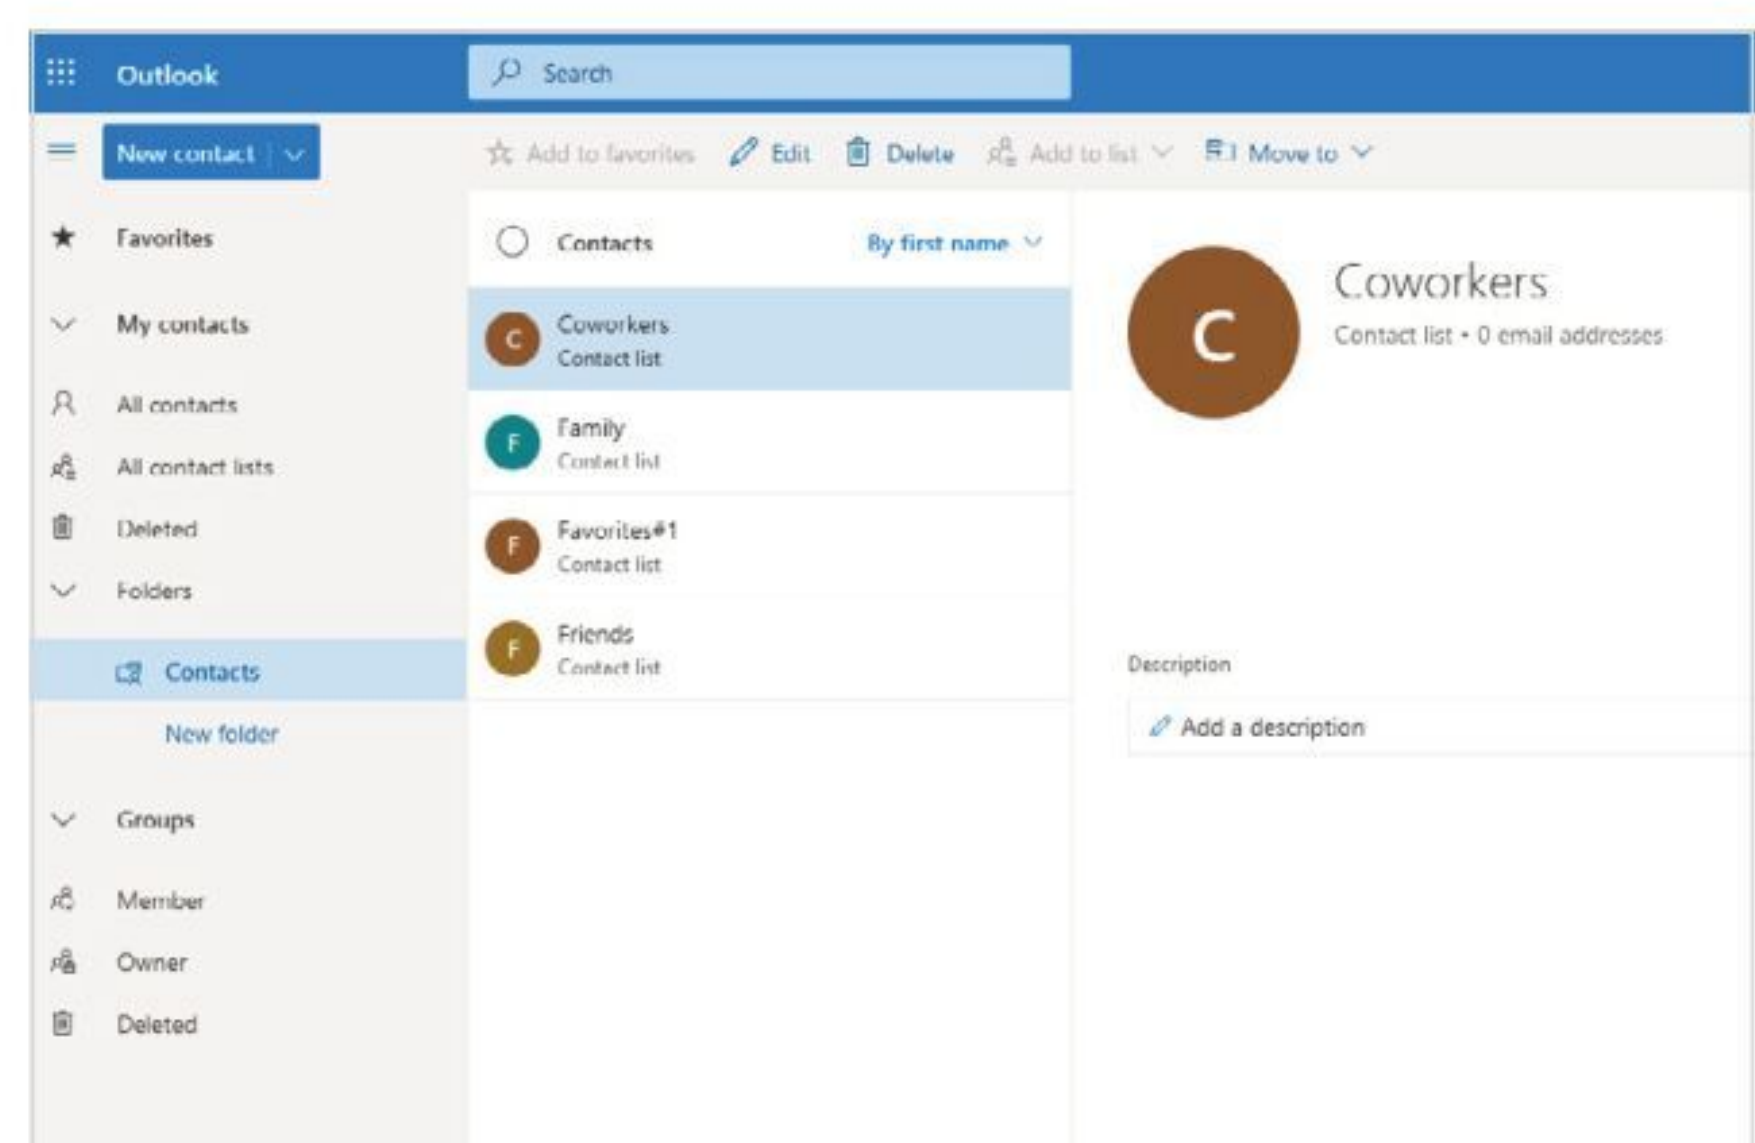 Outlook
Search
New contact
Add to favorites Edit Delete Add to list Move to
Favorites
My contacts
All contacts
All contact lists
Deleted
Folders
Contacts
New folder
Groups
Member
Owner
Deleted
Contacts By first name
C
Coworkers
Contact list
F
Family
Contact list
F
Favorites#1
Contact list
F
Friends
Contact list
C
Coworkers
Contact list • 0 email addresses
Description
Add a description